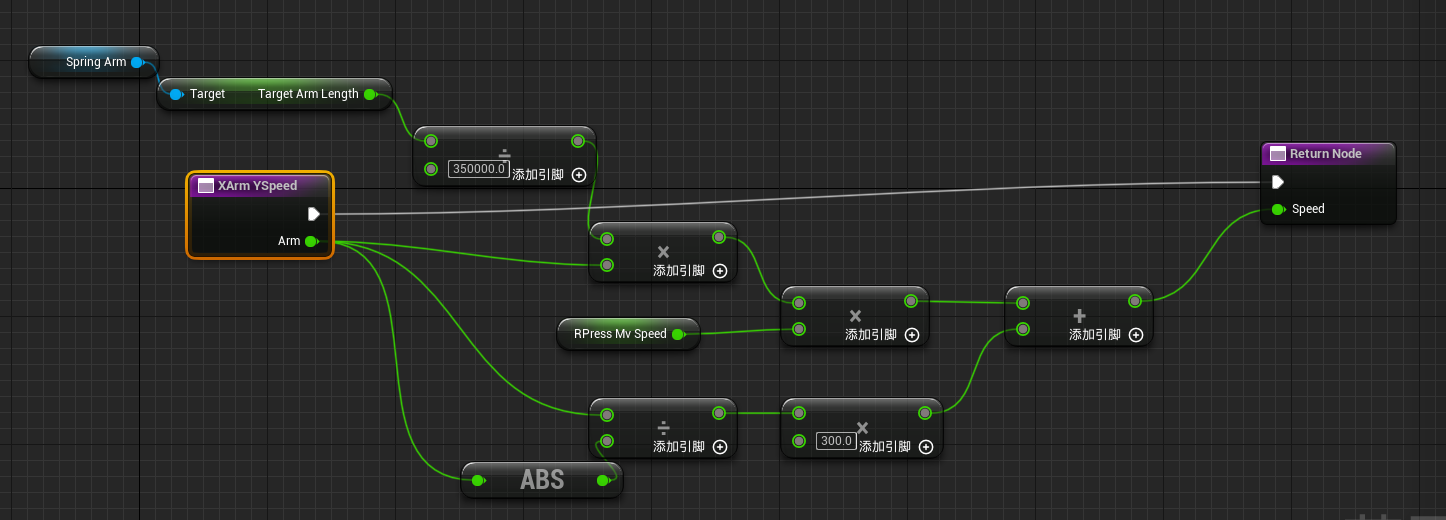 Spring Arm
Target Target Arm Length
÷
350000.0 添加引脚
XArm YSpeed
Arm
Return Node
Speed
×
添加引脚
RPress Mv Speed
×
添加引脚
+
添加引脚
÷
添加引脚
×
300.0 添加引脚
ABS